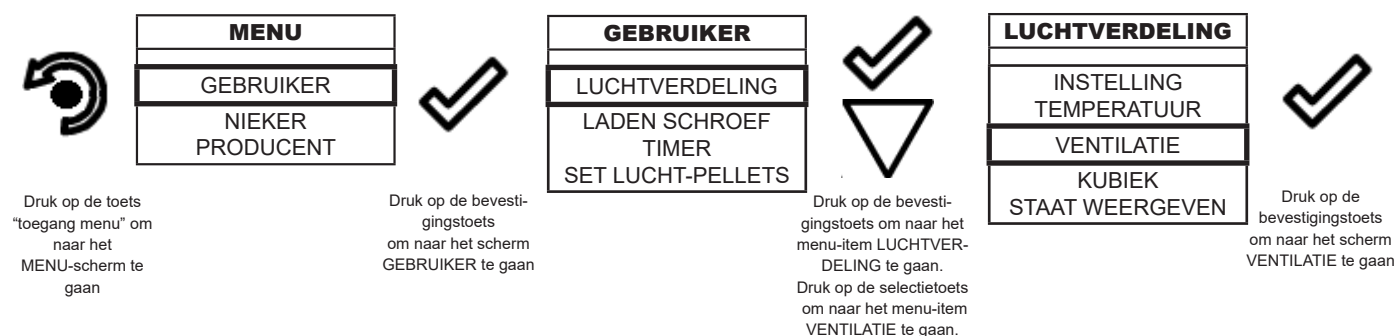 MENU
GEBRUIKER
NIEKER
PRODUCENT
Druk op de toets
“toegang menu” om
naar het
MENU-scherm te
gaan
Druk op de bevesti-
gingstoets
om naar het scherm
GEBRUIKER te gaan
GEBRUIKER
LUCHTVERDELING
LADEN SCHROEF
TIMER
SET LUCHT-PELLETS
Druk op de bevesti-
gingstoets om naar het
menu-item LUCHTVER-
DELING te gaan.
Druk op de selectietoets
om naar het menu-item
VENTILATIE te gaan.
LUCHTVERDELING
INSTELLING
TEMPERATUUR
VENTILATIE
KUBIEK
STAAT WEERGEVEN
Druk op de
bevestigingstoets
om naar het scherm
VENTILATIE te gaan